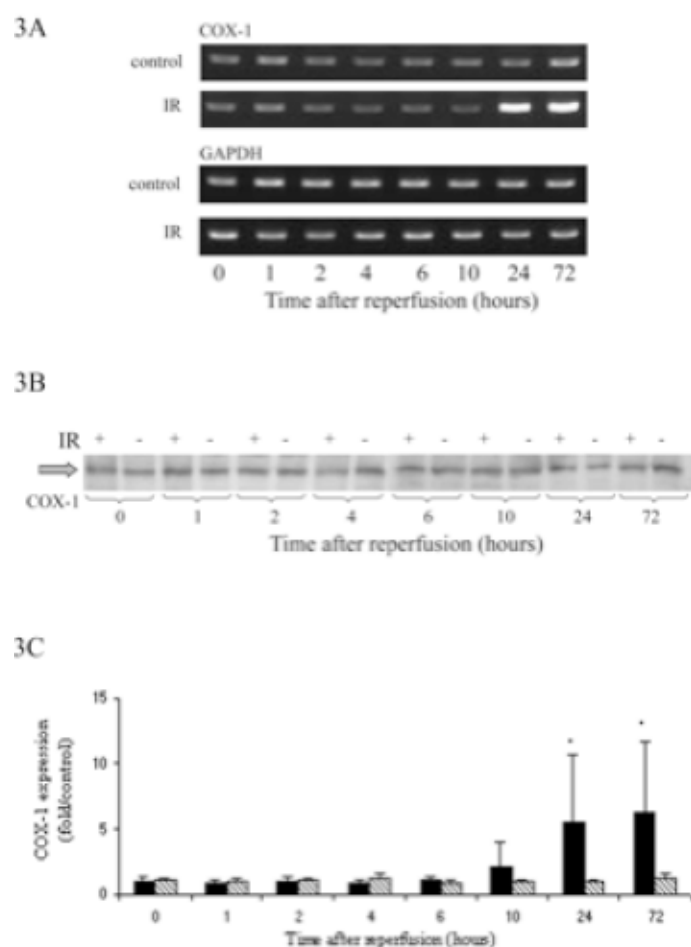 3A
COX-1
control
IR
GAPDH
control
IR
0 1 2 4 6 10 24 72
Time after reperfusion (hours)
3B
IR + - + - + - + - + - + - + - + -
COX-1
0 1 2 4 6 10 24 72
Time after reperfusion (hours)
3C
COX-1 expression
(fold/control)
15
10
5
0
* *
0 1 2 4 6 10 24 72
Time after reperfusion (hours)